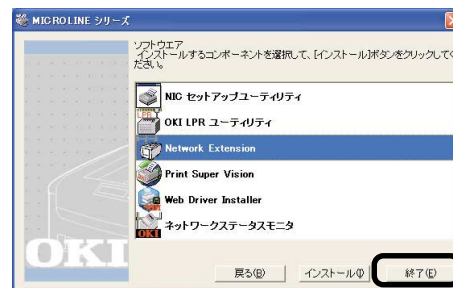 MICROLINE シリーズ
ソフトウエア
インストールするコンポーネントを選択して、[インストール]ボタンをクリックしてく
ださい。
NIC セットアップユーティリティ
OKI LPR ユーティリティ
Network Extension
Print Super Vision
Web Driver Installer
ネットワークステータスモニタ
OKI
戻る(B)
インストール(I)
終了(E)